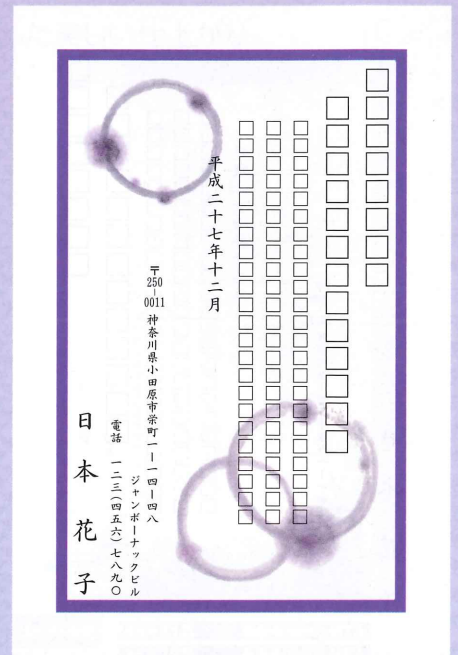 平成二十七年十二月
〒250-0011 神奈川県小田原市栄町一ー一四ー四八
ジャンボーナックビル
電話 一二三(四五六)七八九〇
日本花子